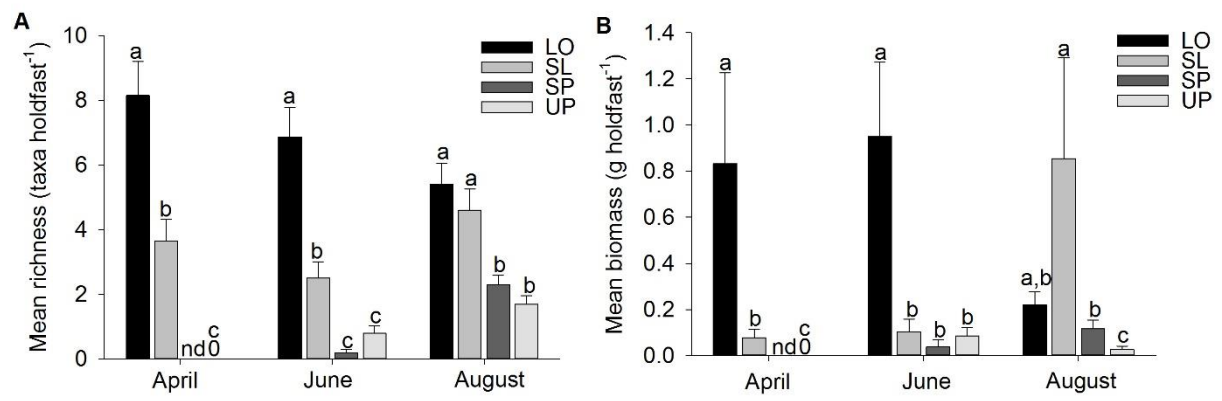 A
Mean richness (taxa holdfast⁻¹)
10
8
6
4
2
0
a
b
nd
c
0
a
b
c
c
a
a
b
b
LO
SL
SP
UP
April
June
August
B
Mean biomass (g holdfast⁻¹)
1.4
1.2
1.0
0.8
0.6
0.4
0.2
0.0
a
b
nd
c
0
a
b
b
b
a,b
a
b
c
LO
SL
SP
UP
April
June
August